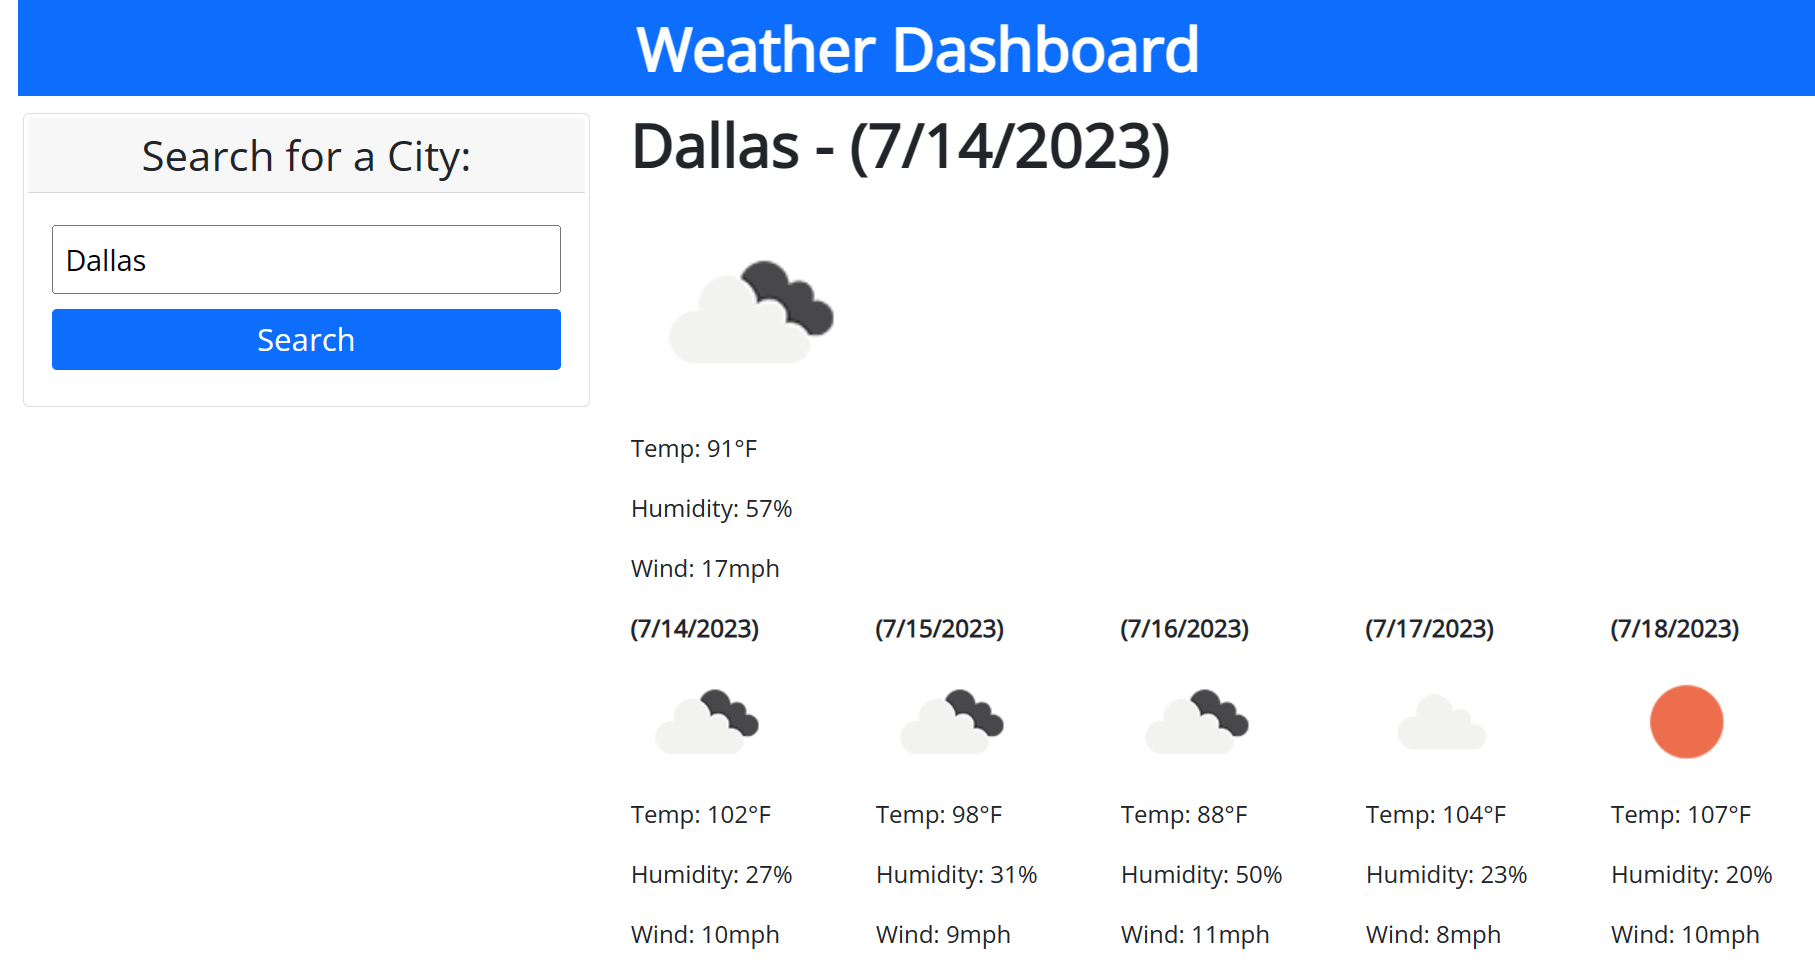 Weather Dashboard
Search for a City:
Dallas
Search
Dallas - (7/14/2023)
Temp: 91°F
Humidity: 57%
Wind: 17mph
(7/14/2023)
Temp: 102°F
Humidity: 27%
Wind: 10mph
(7/15/2023)
Temp: 98°F
Humidity: 31%
Wind: 9mph
(7/16/2023)
Temp: 88°F
Humidity: 50%
Wind: 11mph
(7/17/2023)
Temp: 104°F
Humidity: 23%
Wind: 8mph
(7/18/2023)
Temp: 107°F
Humidity: 20%
Wind: 10mph